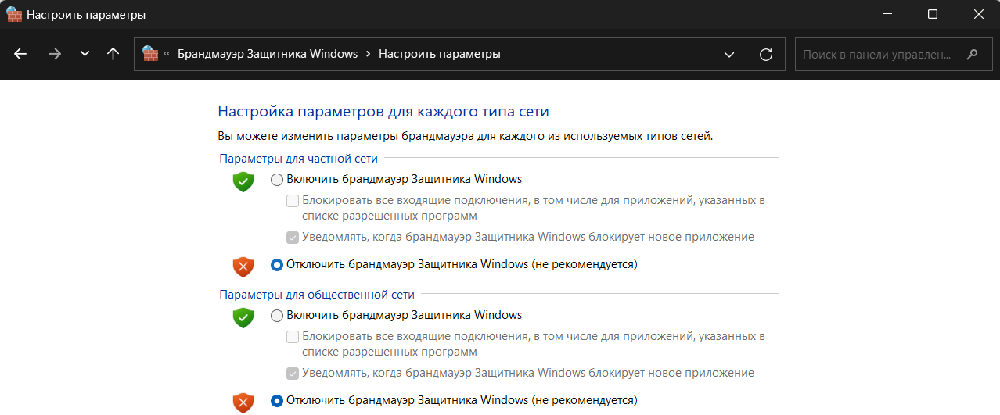 Настроить параметры
« Брандмауэр Защитника Windows › Настроить параметры
Поиск в панели управлен...
Настройка параметров для каждого типа сети
Вы можете изменить параметры брандмауэра для каждого из используемых типов сетей.
Параметры для частной сети
Включить брандмауэр Защитника Windows
Блокировать все входящие подключения, в том числе для приложений, указанных в
списке разрешенных программ
Уведомлять, когда брандмауэр Защитника Windows блокирует новое приложение
Отключить брандмауэр Защитника Windows (не рекомендуется)
Параметры для общественной сети
Включить брандмауэр Защитника Windows
Блокировать все входящие подключения, в том числе для приложений, указанных в
списке разрешенных программ
Уведомлять, когда брандмауэр Защитника Windows блокирует новое приложение
Отключить брандмауэр Защитника Windows (не рекомендуется)